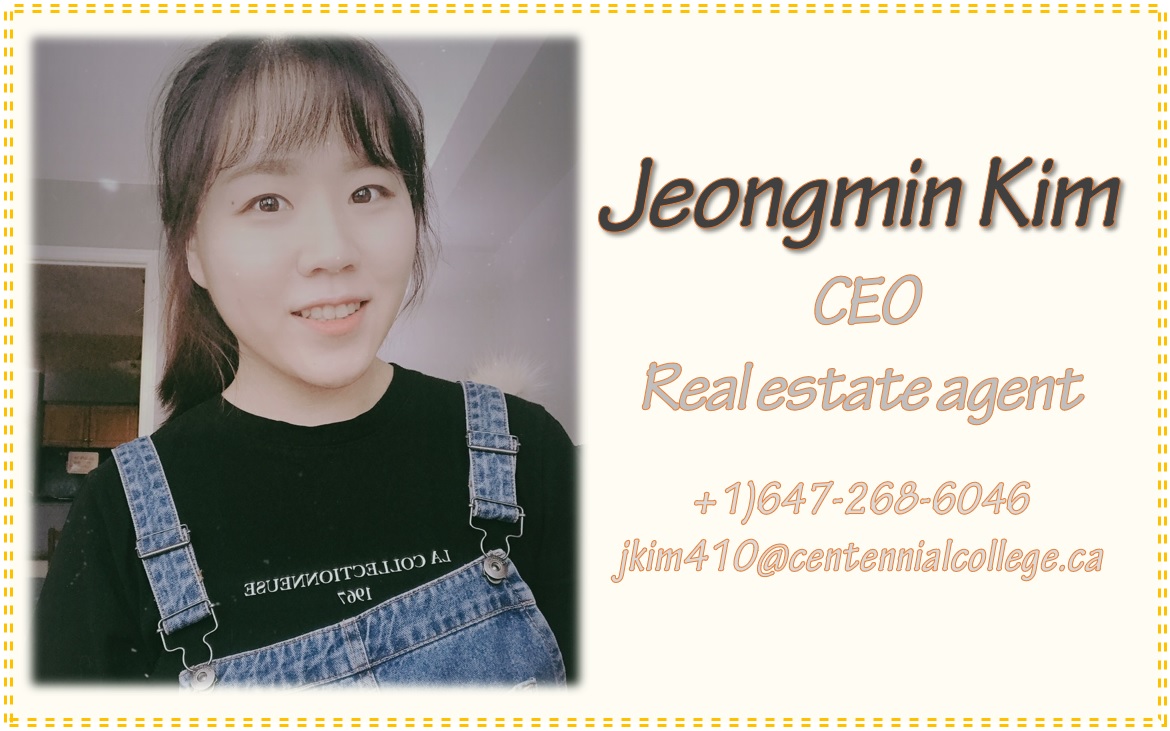 Jeongmin Kim
CEO
Real estate agent
+1)647-268-6046
jkim410@centennialcollege.ca
LA COLLECTIONNEUSE
1967